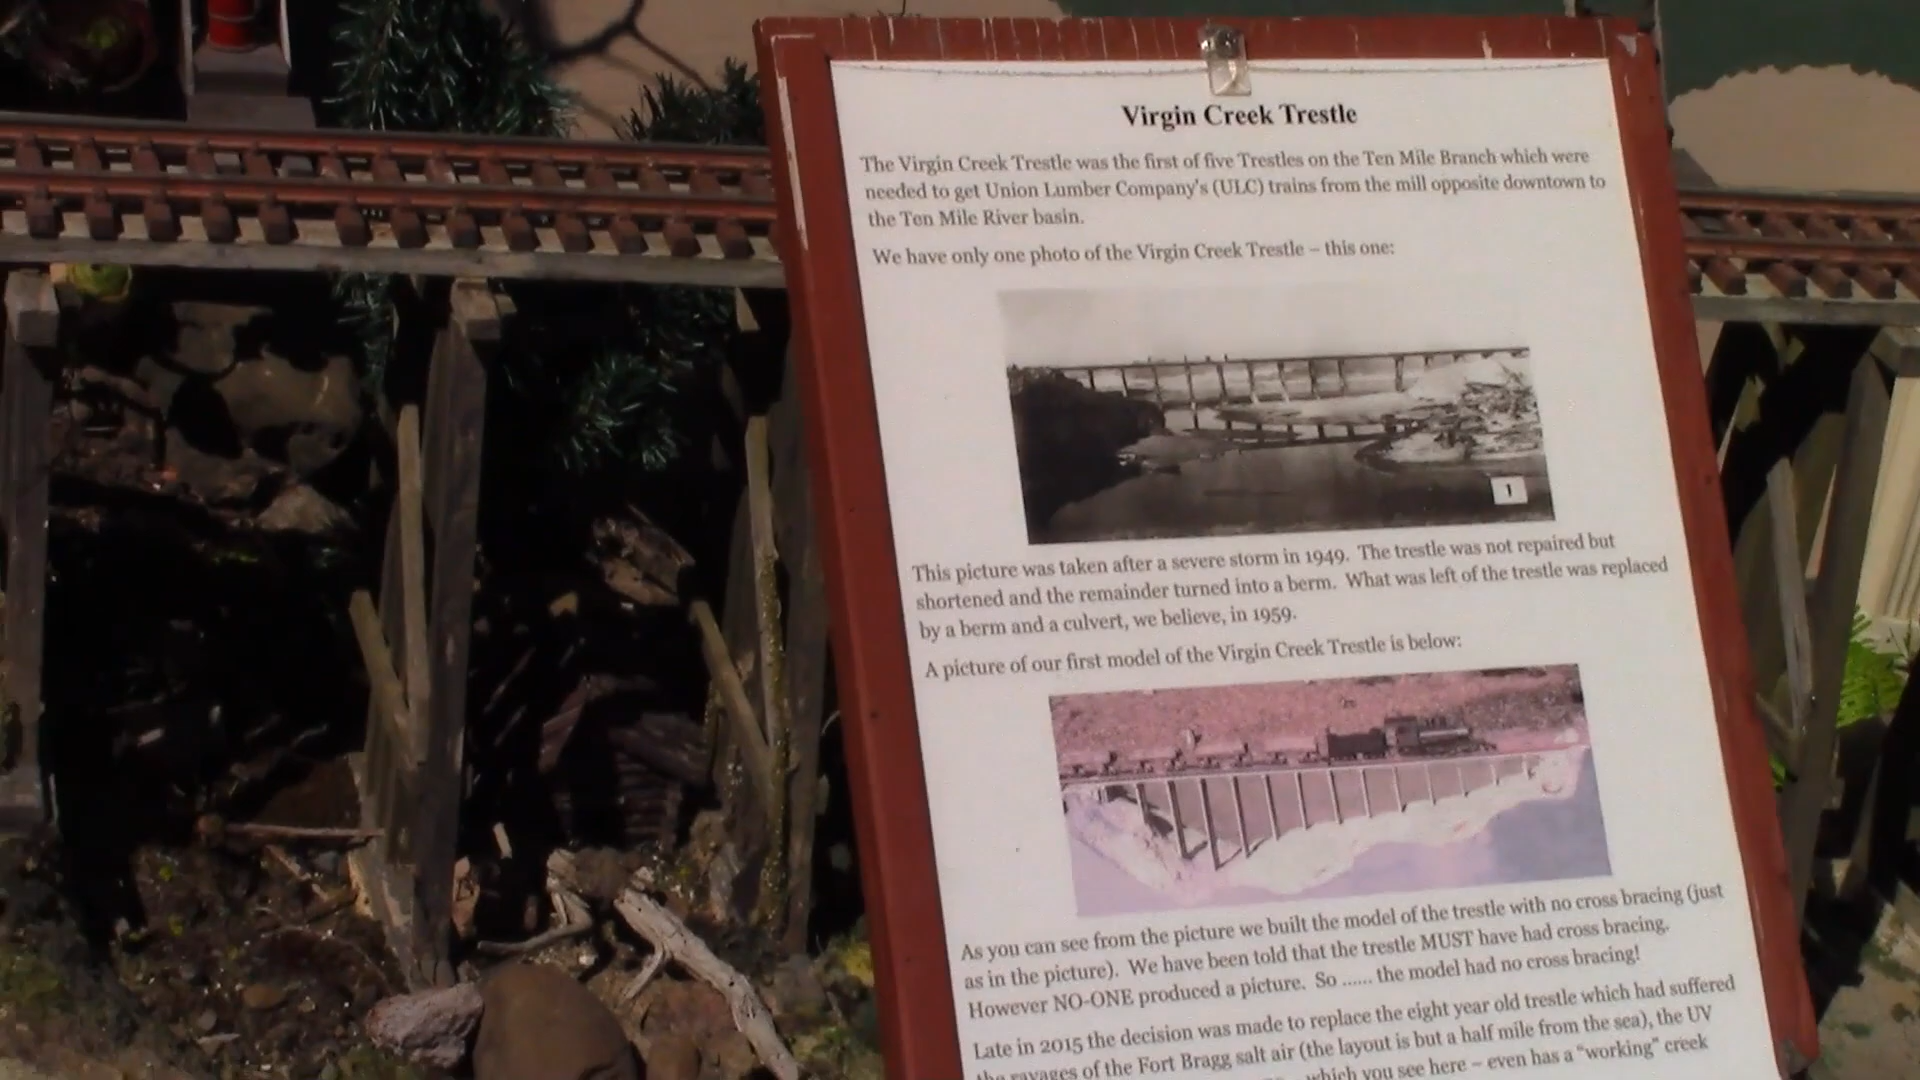 Virgin Creek Trestle
The Virgin Creek Trestle was the first of five Trestles on the Ten Mile Branch which were
needed to get Union Lumber Company's (ULC) trains from the mill opposite downtown to
the Ten Mile River basin.
We have only one photo of the Virgin Creek Trestle – this one:
1
This picture was taken after a severe storm in 1949. The trestle was not repaired but
shortened and the remainder turned into a berm. What was left of the trestle was replaced
by a berm and a culvert, we believe, in 1959.
A picture of our first model of the Virgin Creek Trestle is below:
As you can see from the picture we built the model of the trestle with no cross bracing (just
as in the picture). We have been told that the trestle MUST have had cross bracing.
However NO-ONE produced a picture. So ...... the model had no cross bracing!
Late in 2015 the decision was made to replace the eight year old trestle which had suffered
the ravages of the Fort Bragg salt air (the layout is but a half mile from the sea), the UV
which you see here – even has a "working" creek